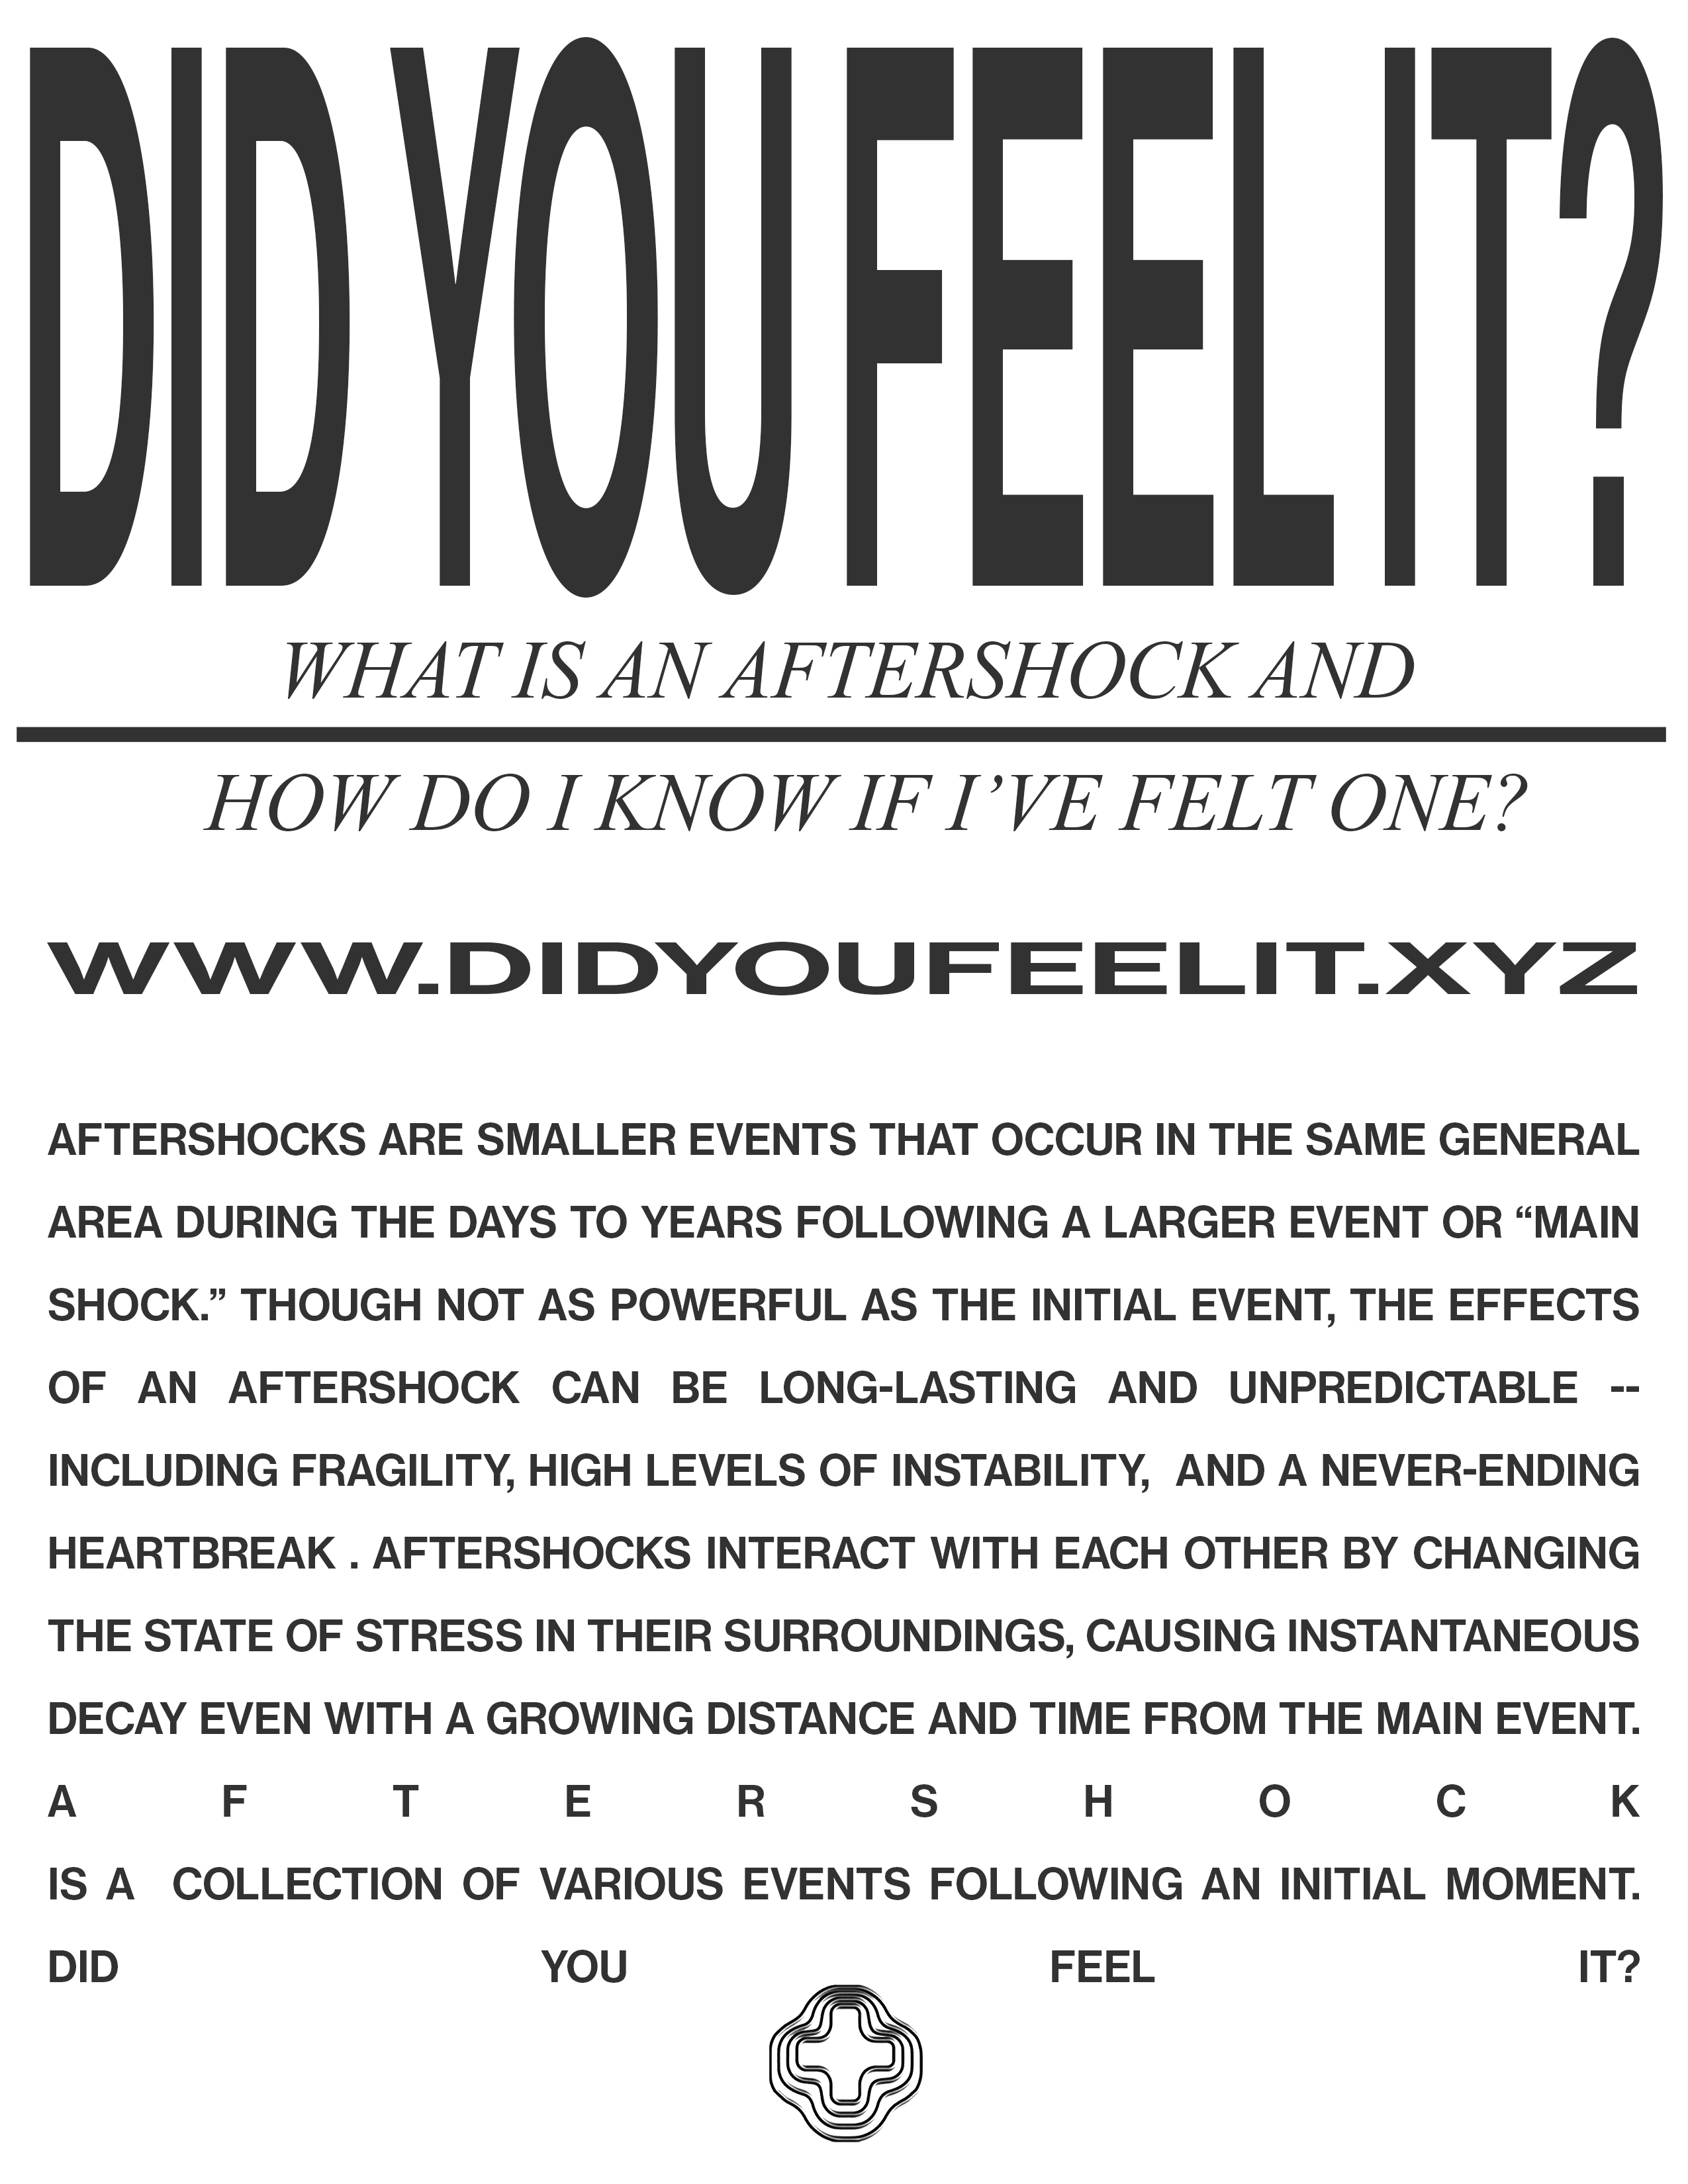 DID YOU FEEL IT?
WHAT IS AN AFTERSHOCK AND
HOW DO I KNOW IF I’VE FELT ONE?
WWW.DIDYOUFEELIT.XYZ
AFTERSHOCKS ARE SMALLER EVENTS THAT OCCUR IN THE SAME GENERAL
AREA DURING THE DAYS TO YEARS FOLLOWING A LARGER EVENT OR “MAIN
SHOCK.” THOUGH NOT AS POWERFUL AS THE INITIAL EVENT, THE EFFECTS
OF AN AFTERSHOCK CAN BE LONG-LASTING AND UNPREDICTABLE --
INCLUDING FRAGILITY, HIGH LEVELS OF INSTABILITY,  AND A NEVER-ENDING
HEARTBREAK . AFTERSHOCKS INTERACT WITH EACH OTHER BY CHANGING
THE STATE OF STRESS IN THEIR SURROUNDINGS, CAUSING INSTANTANEOUS
DECAY EVEN WITH A GROWING DISTANCE AND TIME FROM THE MAIN EVENT.
A F T E R S H O C K
IS A  COLLECTION OF VARIOUS EVENTS FOLLOWING AN INITIAL MOMENT.
DID YOU FEEL IT?